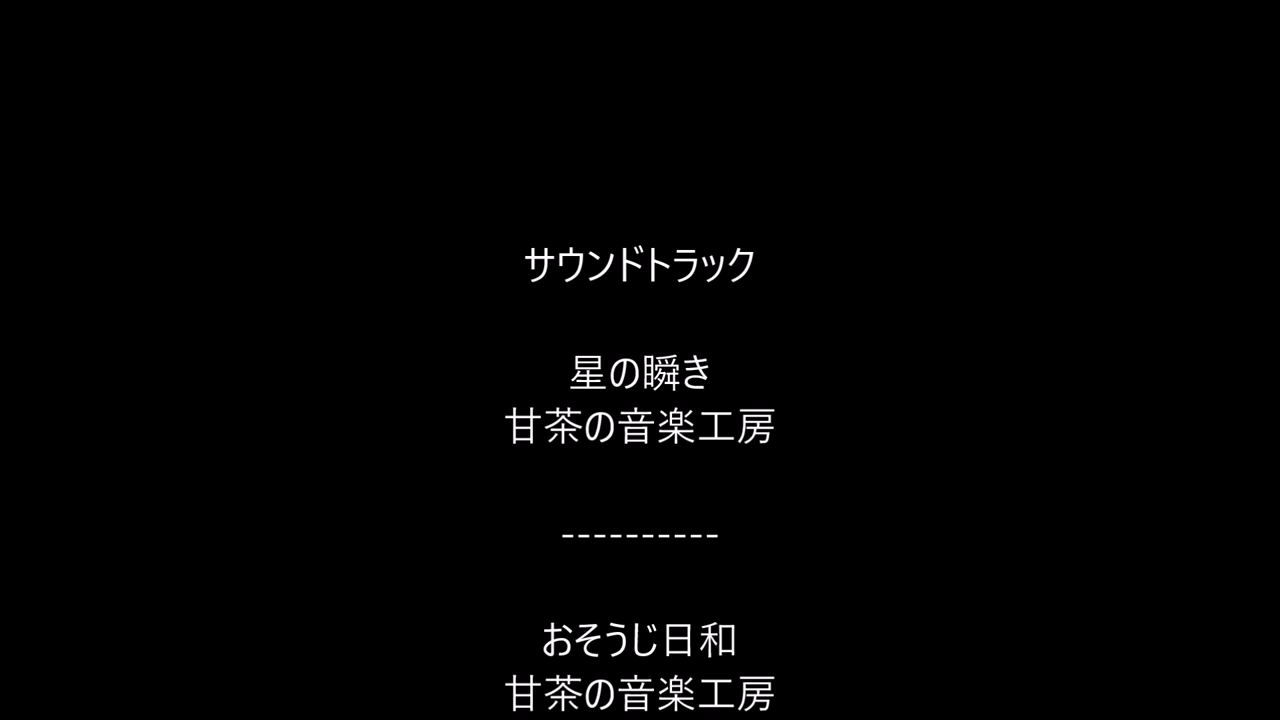 サウンドトラック
星の瞬き
甘茶の音楽工房
----------
おそうじ日和
甘茶の音楽工房